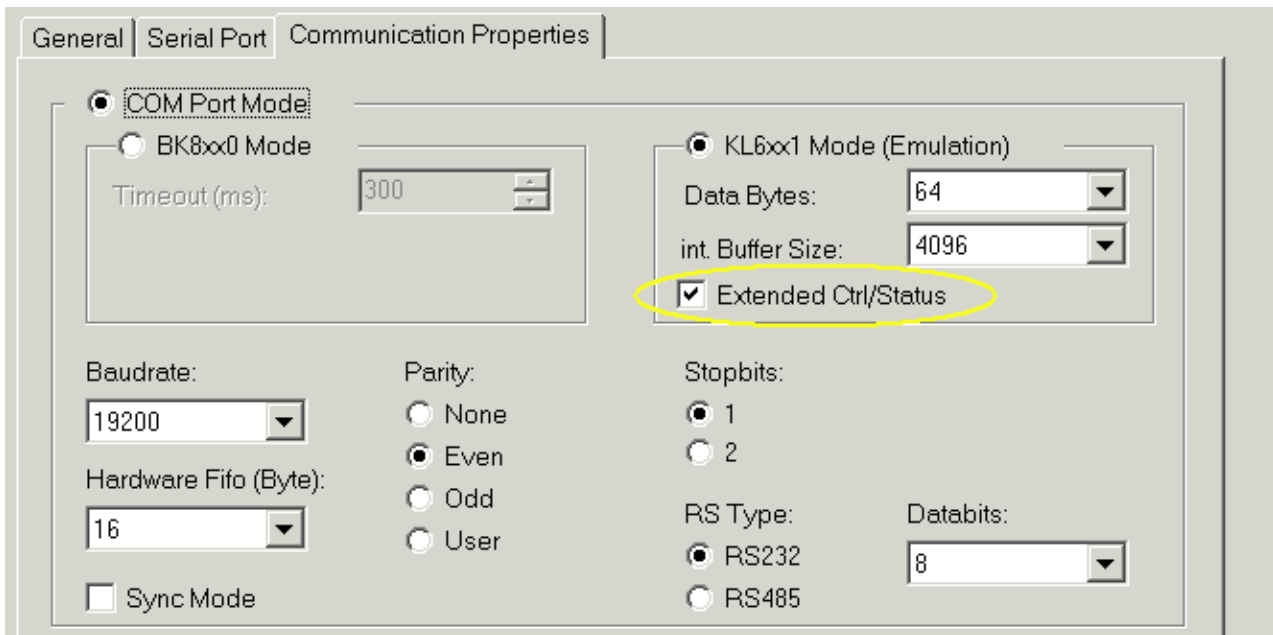 General Serial Port Communication Properties
COM Port Mode
BK8xx0 Mode
Timeout (ms): 300
KL6xx1 Mode (Emulation)
Data Bytes: 64
int. Buffer Size: 4096
Extended Ctrl/Status
Baudrate:
19200
Hardware Fifo (Byte):
16
Sync Mode
Parity:
None
Even
Odd
User
Stopbits:
1
2
RS Type:
RS232
RS485
Databits:
8